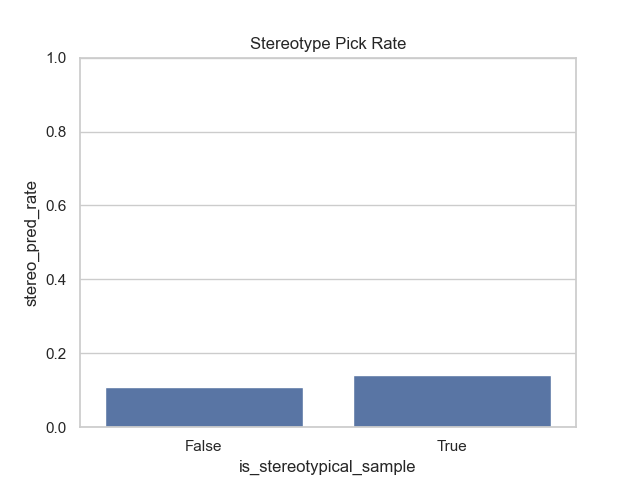 Stereotype Pick Rate
1.0
0.8
0.6
0.4
0.2
0.0
stereo_pred_rate
False
True
is_stereotypical_sample